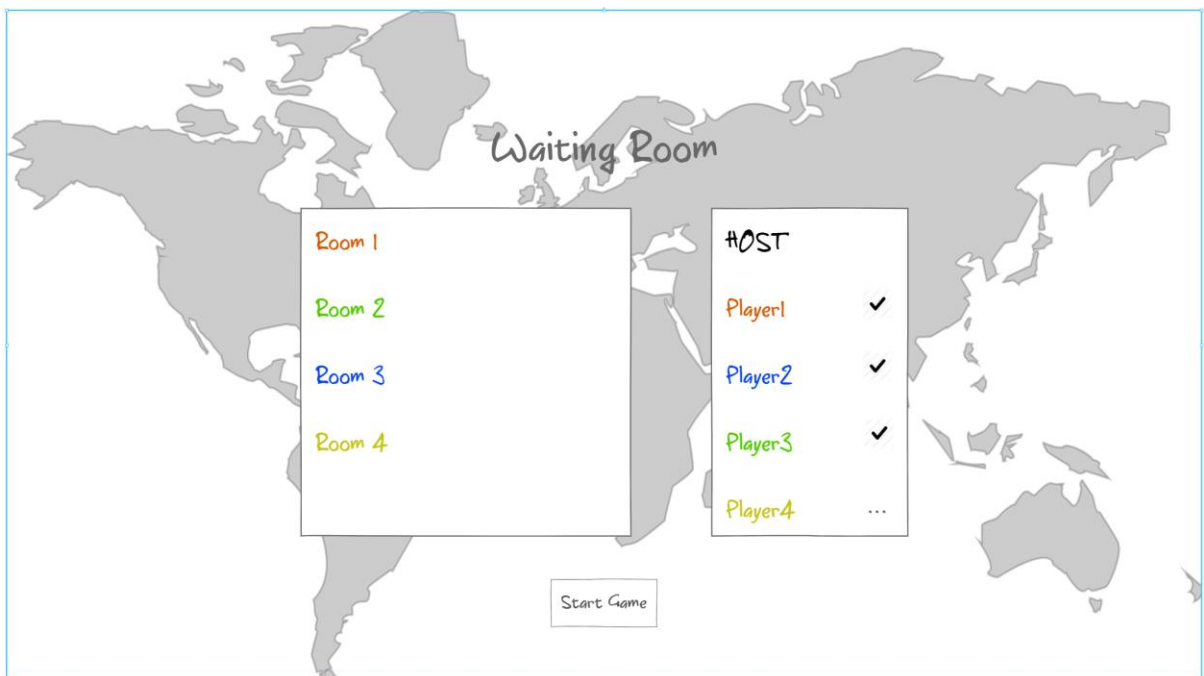 Waiting Room
Room 1
Room 2
Room 3
Room 4
HOST
Player1
Player2
Player3
Player4 ...
Start Game